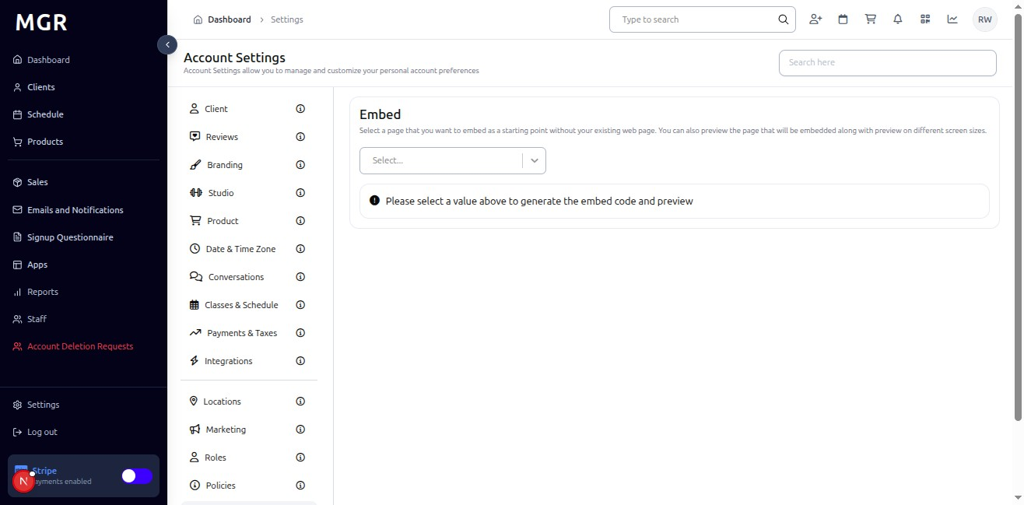 MGR
Dashboard
Clients
Schedule
Products
Sales
Emails and Notifications
Signup Questionnaire
Apps
Reports
Staff
Account Deletion Requests
Settings
Log out
Stripe
ayments enabled
N
Dashboard > Settings
Type to search
RW
Account Settings
Account Settings allow you to manage and customize your personal account preferences
Search here
Client
Reviews
Branding
Studio
Product
Date & Time Zone
Conversations
Classes & Schedule
Payments & Taxes
Integrations
Locations
Marketing
Roles
Policies
Embed
Select a page that you want to embed as a starting point without your existing web page. You can also preview the page that will be embedded along with preview on different screen sizes.
Select...
Please select a value above to generate the embed code and preview